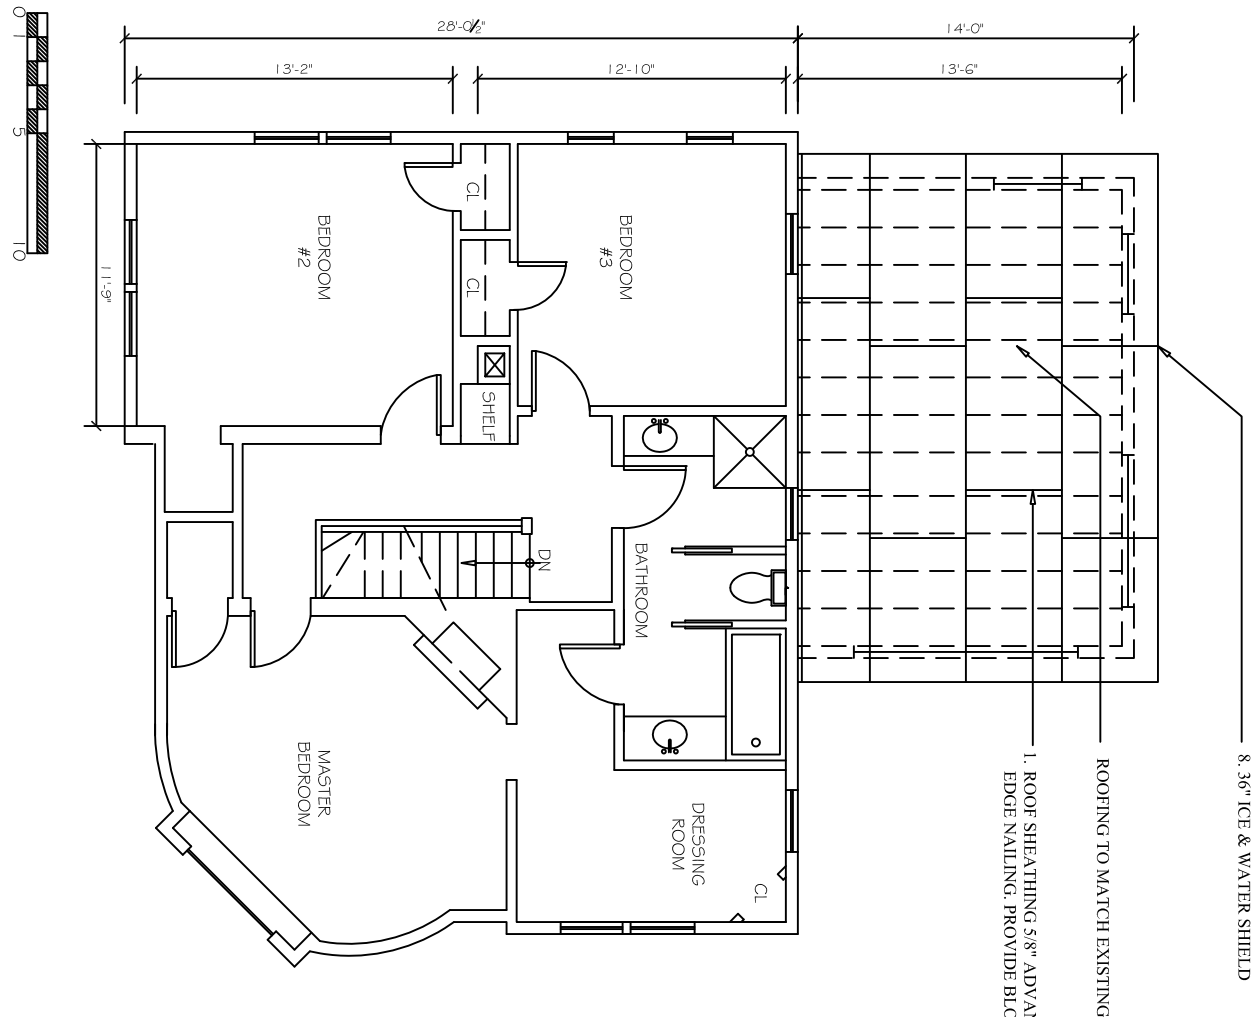 28'-0½"
14'-0"
13'-2"
12'-10"
13'-6"
11'-9"
0
1
5
10
BEDROOM
#2
CL
CL
SHELF
BEDROOM
#3
DN
BATHROOM
MASTER
BEDROOM
DRESSING
ROOM
CL
8. 36" ICE & WATER SHIELD
ROOFING TO MATCH EXISTING
1. ROOF SHEATHING 5/8" ADVAN
EDGE NAILING. PROVIDE BLO